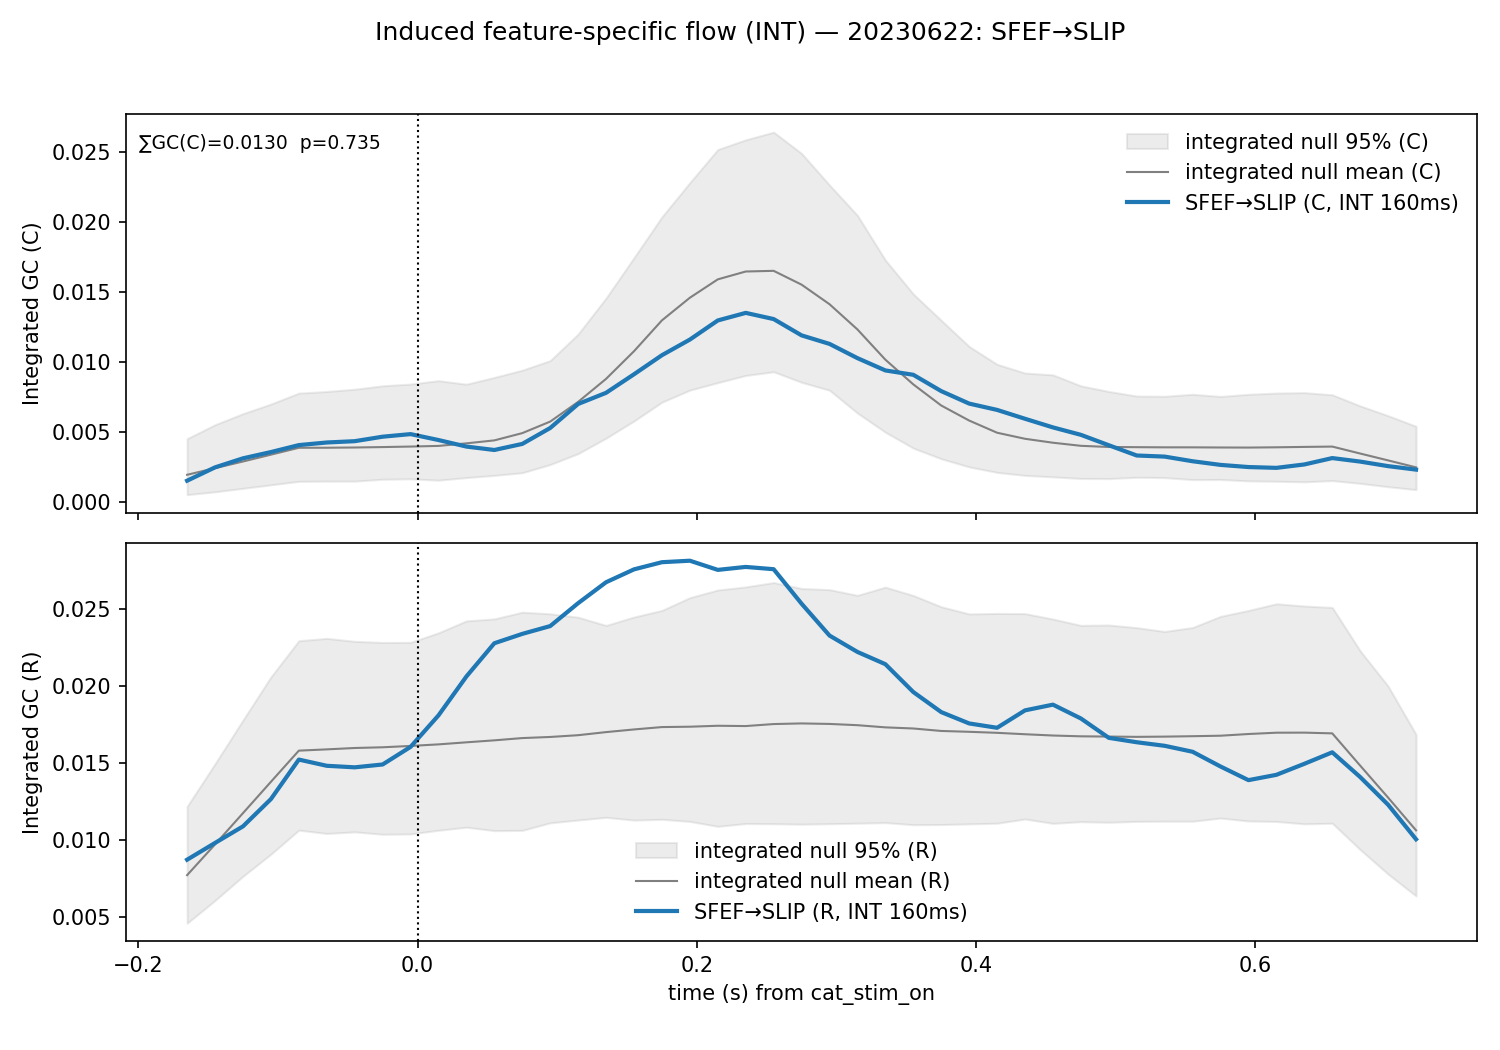 Induced feature-specific flow (INT) — 20230622: SFEF→SLIP
∑GC(C)=0.0130 p=0.735
integrated null 95% (C)
integrated null mean (C)
SFEF→SLIP (C, INT 160ms)
Integrated GC (C)
0.025
0.020
0.015
0.010
0.005
0.000
Integrated GC (R)
0.025
0.020
0.015
0.010
0.005
integrated null 95% (R)
integrated null mean (R)
SFEF→SLIP (R, INT 160ms)
−0.2 0.0 0.2 0.4 0.6
time (s) from cat_stim_on